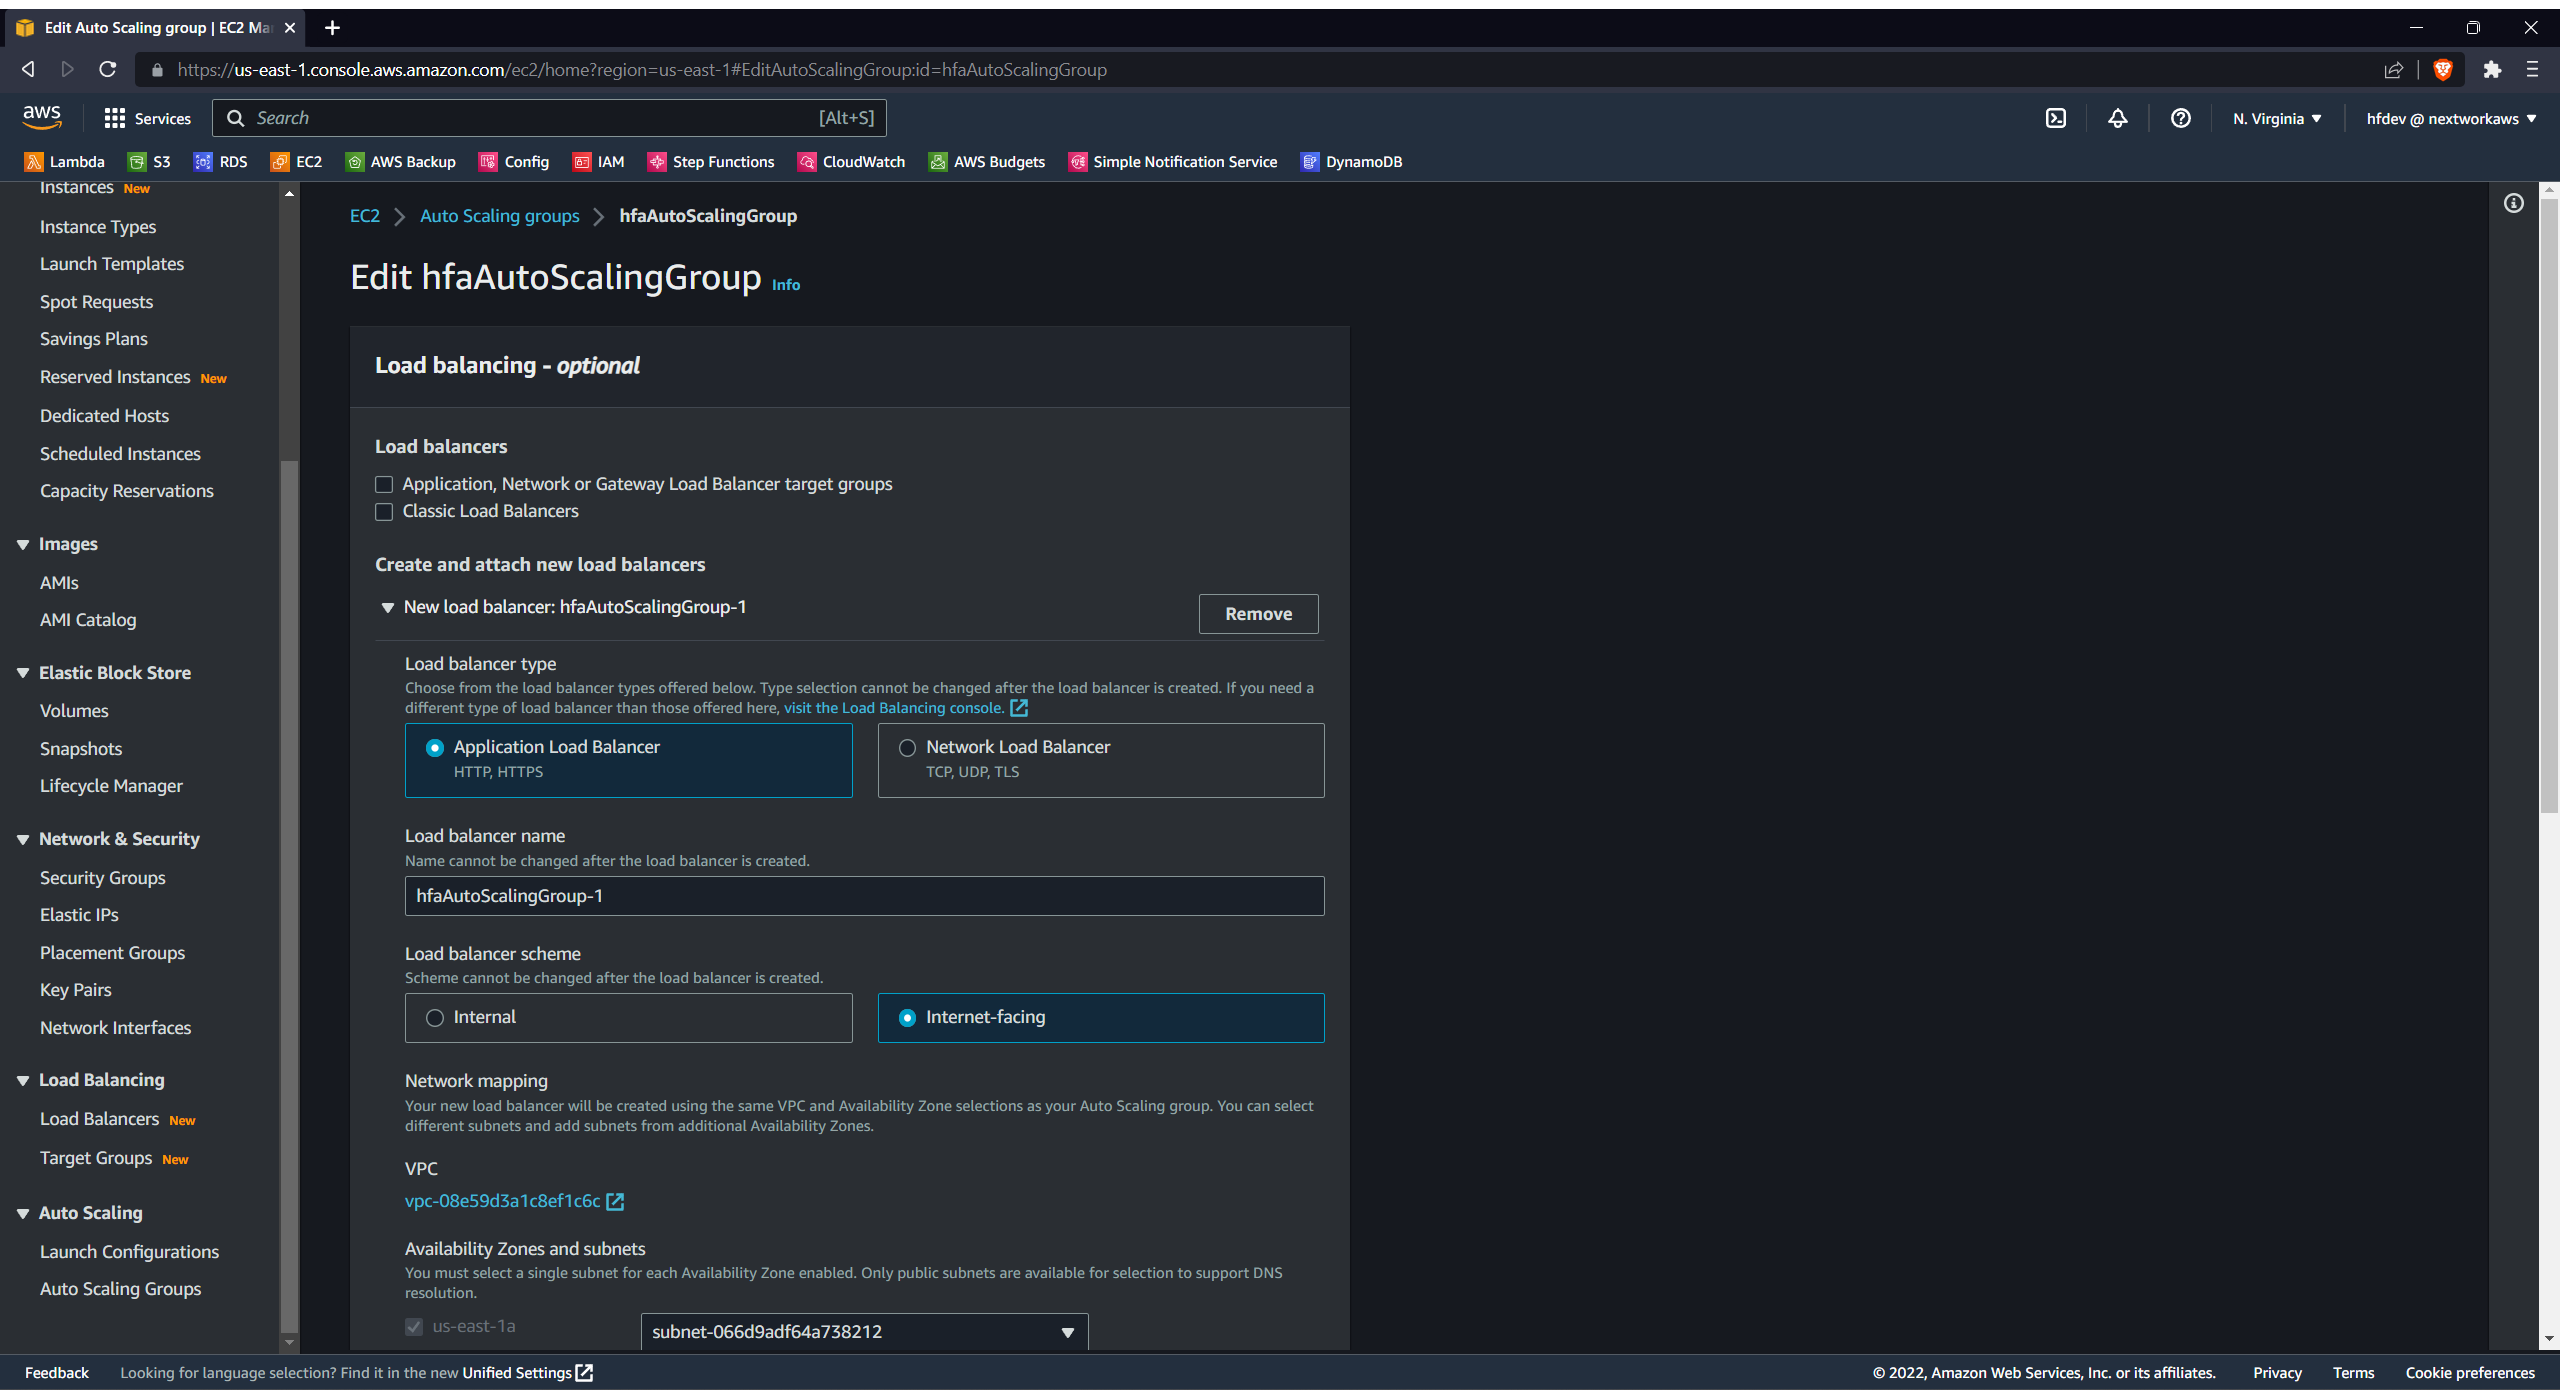 Edit Auto Scaling group | EC2 Ma
https://us-east-1.console.aws.amazon.com/ec2/home?region=us-east-1#EditAutoScalingGroup:id=hfaAutoScalingGroup
aws Services Search [Alt+S] N. Virginia hfdev @ nextworkaws
Lambda S3 RDS EC2 AWS Backup Config IAM Step Functions CloudWatch AWS Budgets Simple Notification Service DynamoDB
Instances New
Instance Types
Launch Templates
Spot Requests
Savings Plans
Reserved Instances New
Dedicated Hosts
Scheduled Instances
Capacity Reservations
Images
AMIs
AMI Catalog
Elastic Block Store
Volumes
Snapshots
Lifecycle Manager
Network & Security
Security Groups
Elastic IPs
Placement Groups
Key Pairs
Network Interfaces
Load Balancing
Load Balancers New
Target Groups New
Auto Scaling
Launch Configurations
Auto Scaling Groups
EC2 Auto Scaling groups hfaAutoScalingGroup
Edit hfaAutoScalingGroup Info
Load balancing - optional
Load balancers
Application, Network or Gateway Load Balancer target groups
Classic Load Balancers
Create and attach new load balancers
New load balancer: hfaAutoScalingGroup-1
Remove
Load balancer type
Choose from the load balancer types offered below. Type selection cannot be changed after the load balancer is created. If you need a
different type of load balancer than those offered here, visit the Load Balancing console.
Application Load Balancer
HTTP, HTTPS
Network Load Balancer
TCP, UDP, TLS
Load balancer name
Name cannot be changed after the load balancer is created.
hfaAutoScalingGroup-1
Load balancer scheme
Scheme cannot be changed after the load balancer is created.
Internal
Internet-facing
Network mapping
Your new load balancer will be created using the same VPC and Availability Zone selections as your Auto Scaling group. You can select
different subnets and add subnets from additional Availability Zones.
VPC
vpc-08e59d3a1c8ef1c6c
Availability Zones and subnets
You must select a single subnet for each Availability Zone enabled. Only public subnets are available for selection to support DNS
resolution.
us-east-1a
subnet-066d9adf64a738212
Feedback Looking for language selection? Find it in the new Unified Settings © 2022, Amazon Web Services, Inc. or its affiliates. Privacy Terms Cookie preferences